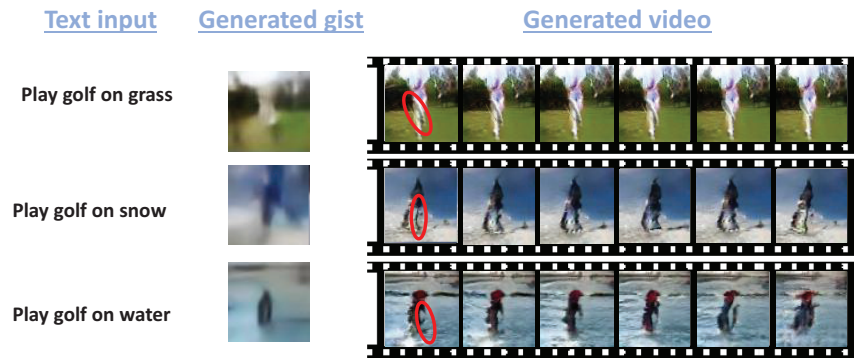 Text input Generated gist Generated video
Play golf on grass
Play golf on snow
Play golf on water